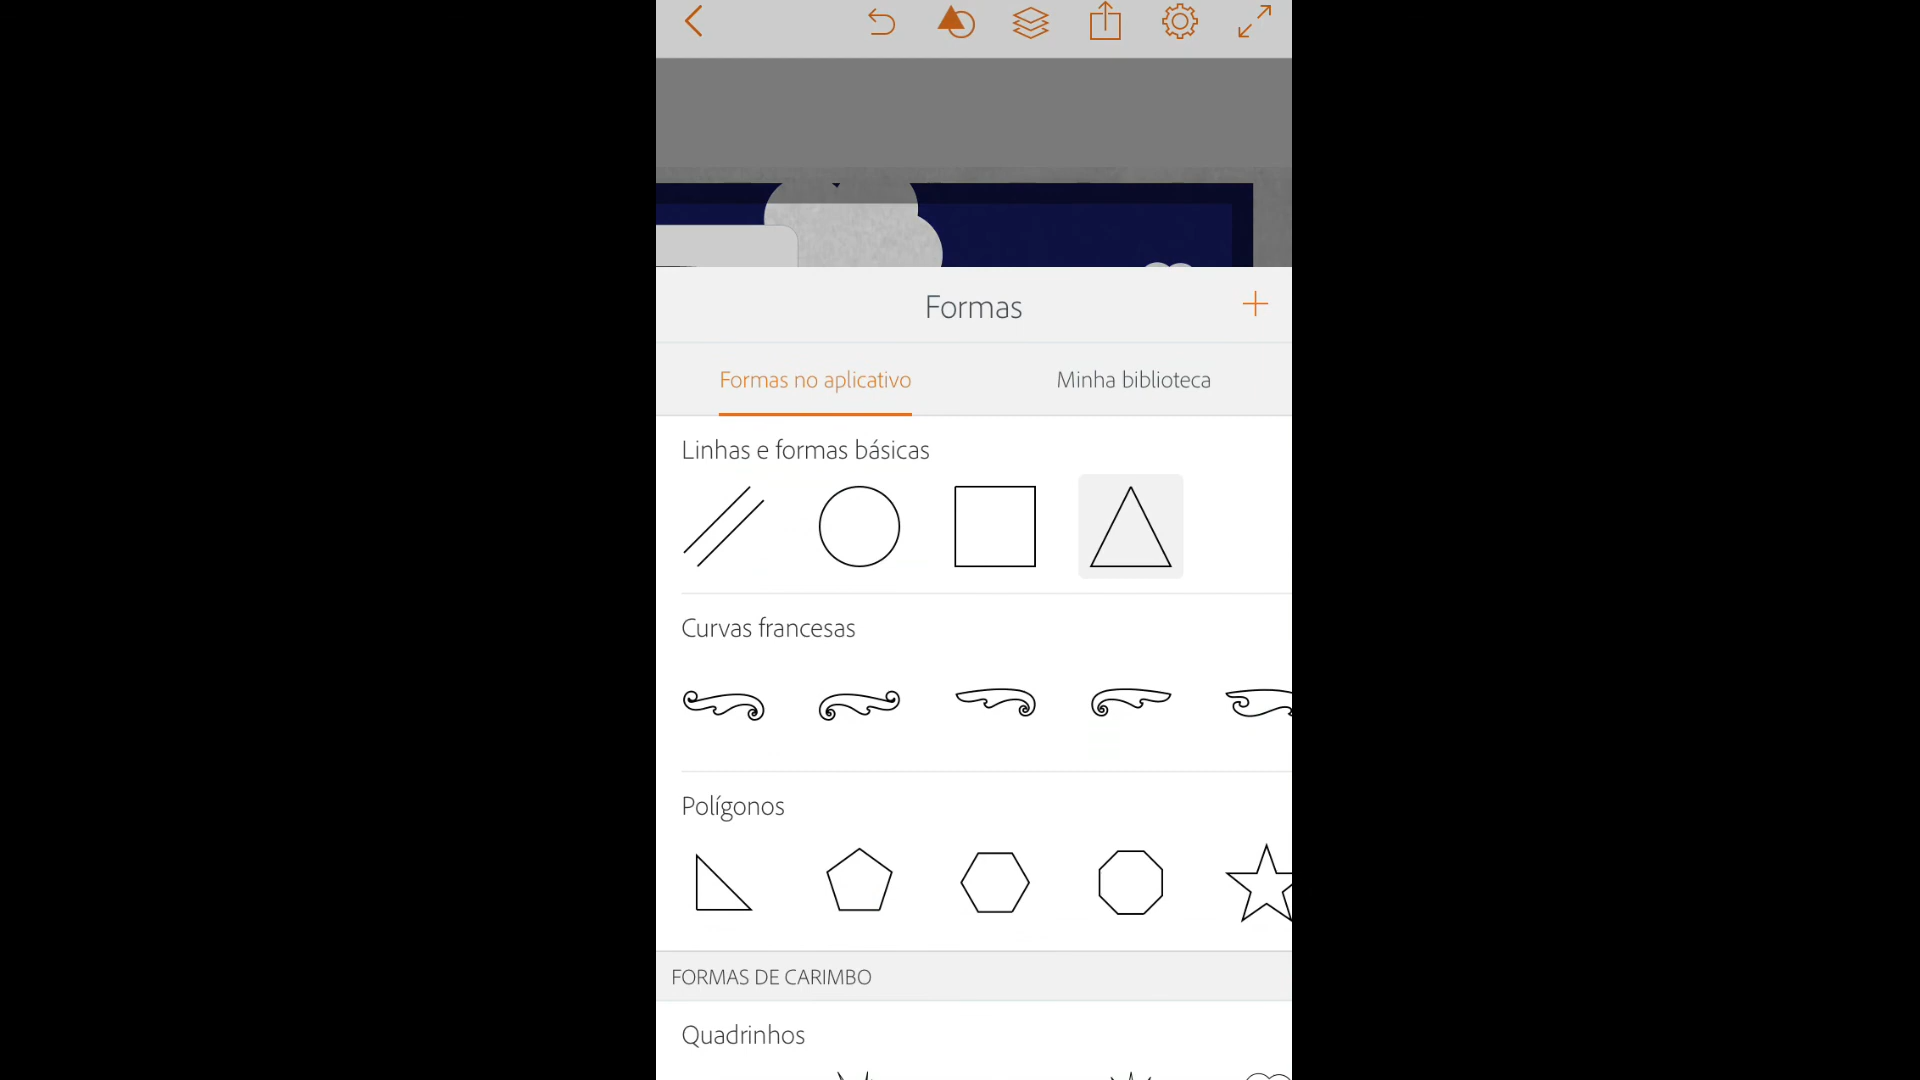 Formas
Formas no aplicativo
Minha biblioteca
Linhas e formas básicas
Curvas francesas
Polígonos
FORMAS DE CARIMBO
Quadrinhos